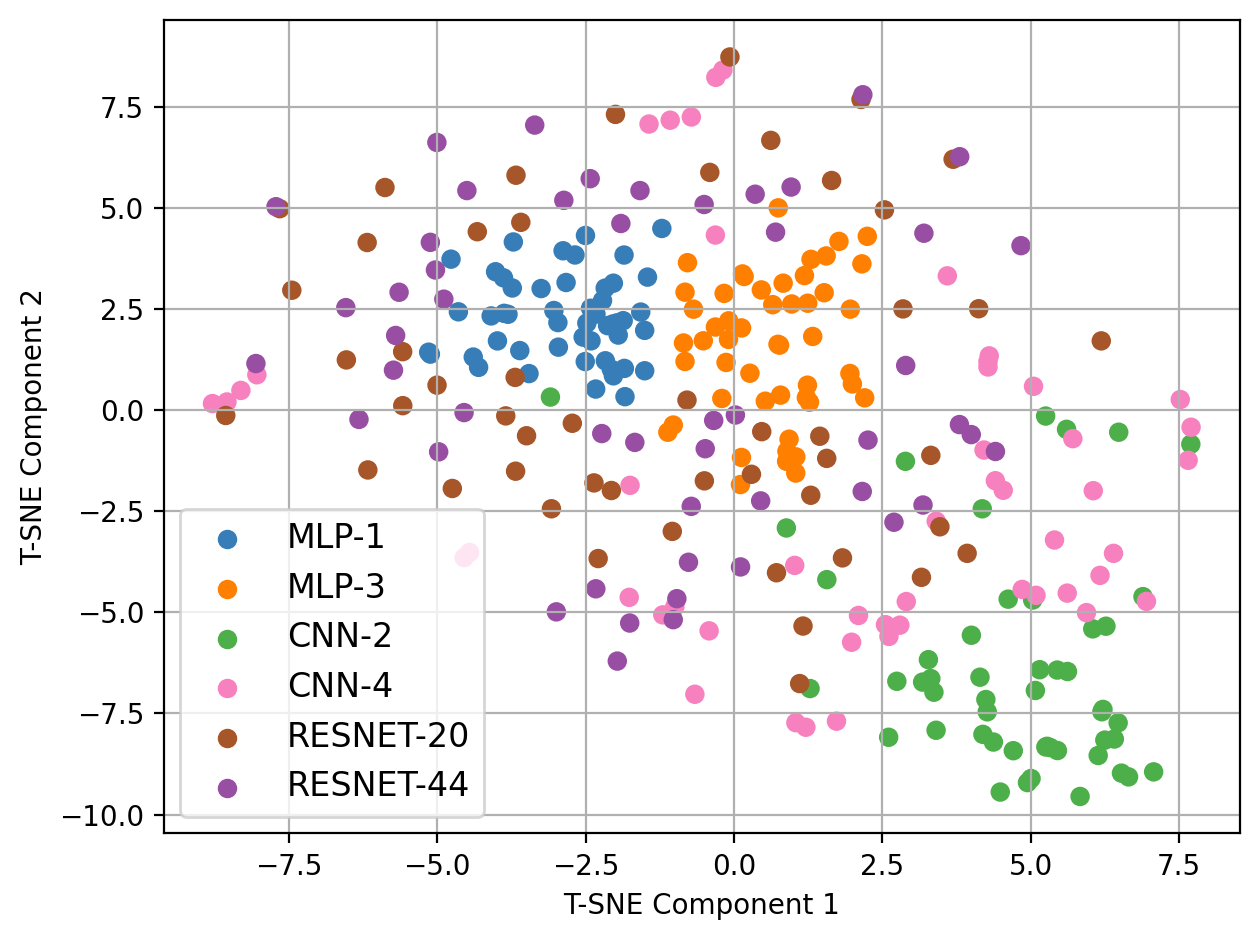 T-SNE Component 2
7.5
5.0
2.5
0.0
−2.5
−5.0
−7.5
−10.0
MLP-1
MLP-3
CNN-2
CNN-4
RESNET-20
RESNET-44
−7.5 −5.0 −2.5 0.0 2.5 5.0 7.5
T-SNE Component 1